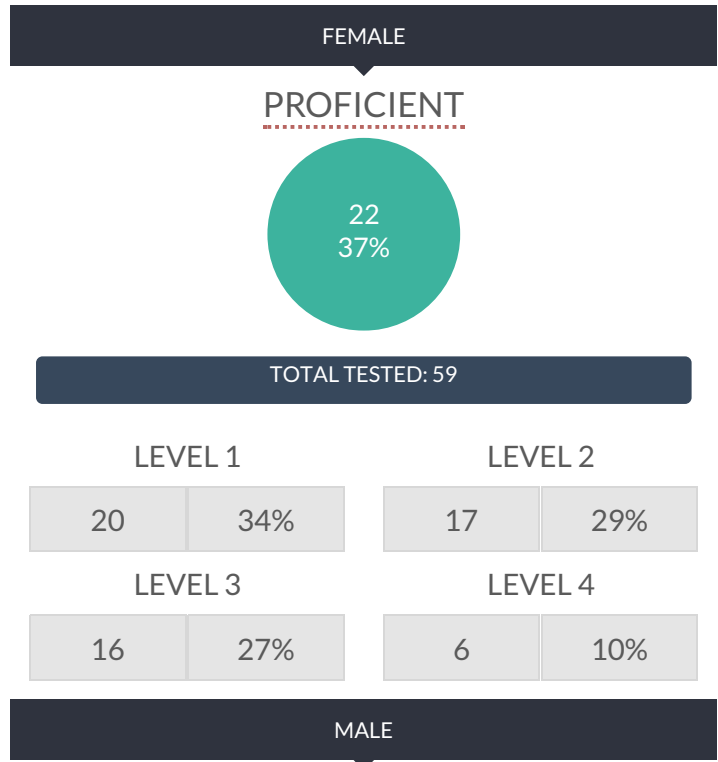 FEMALE
PROFICIENT
22
37%
TOTAL TESTED: 59
LEVEL 1
20 34%
LEVEL 2
17 29%
LEVEL 3
16 27%
LEVEL 4
6 10%
MALE